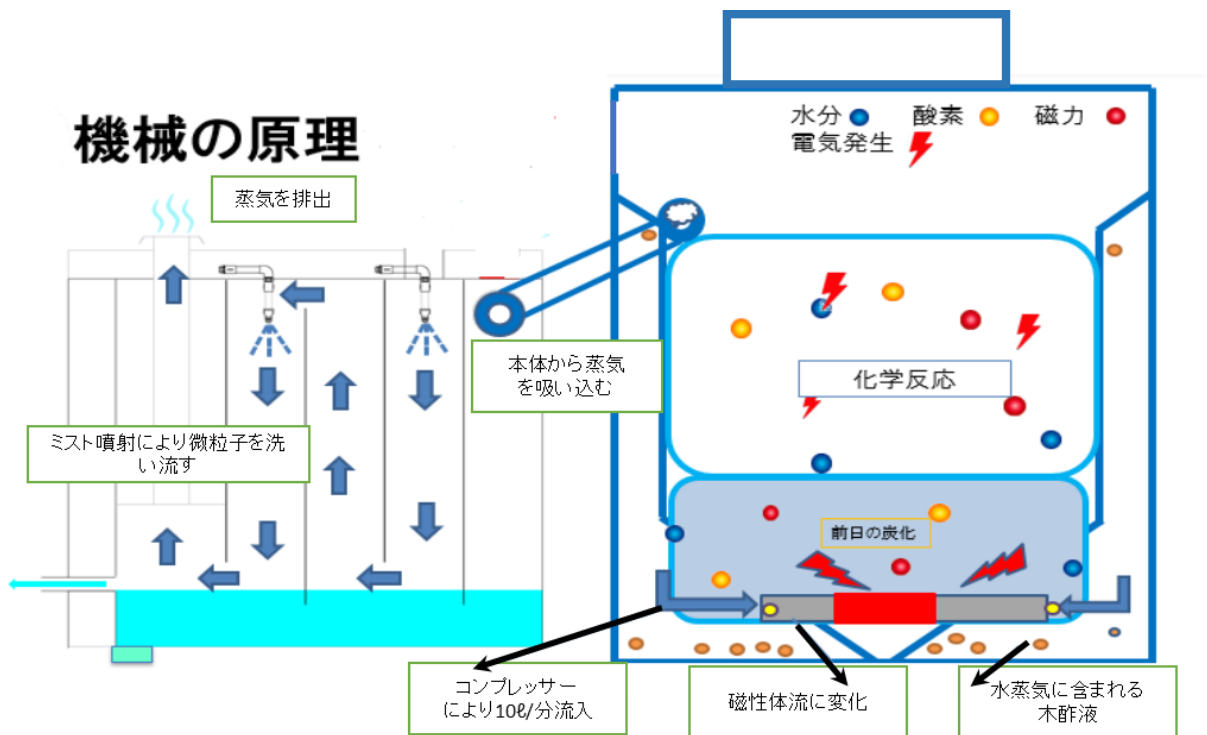 機械の原理
水分 酸素 磁力
電気発生
蒸気を排出
本体から蒸気
を吸い込む
化学反応
ミスト噴射により微粒子を洗
い流す
前日の炭化
コンプレッサー
により10ℓ/分流入
磁性体流に変化
水蒸気に含まれる
木酢液